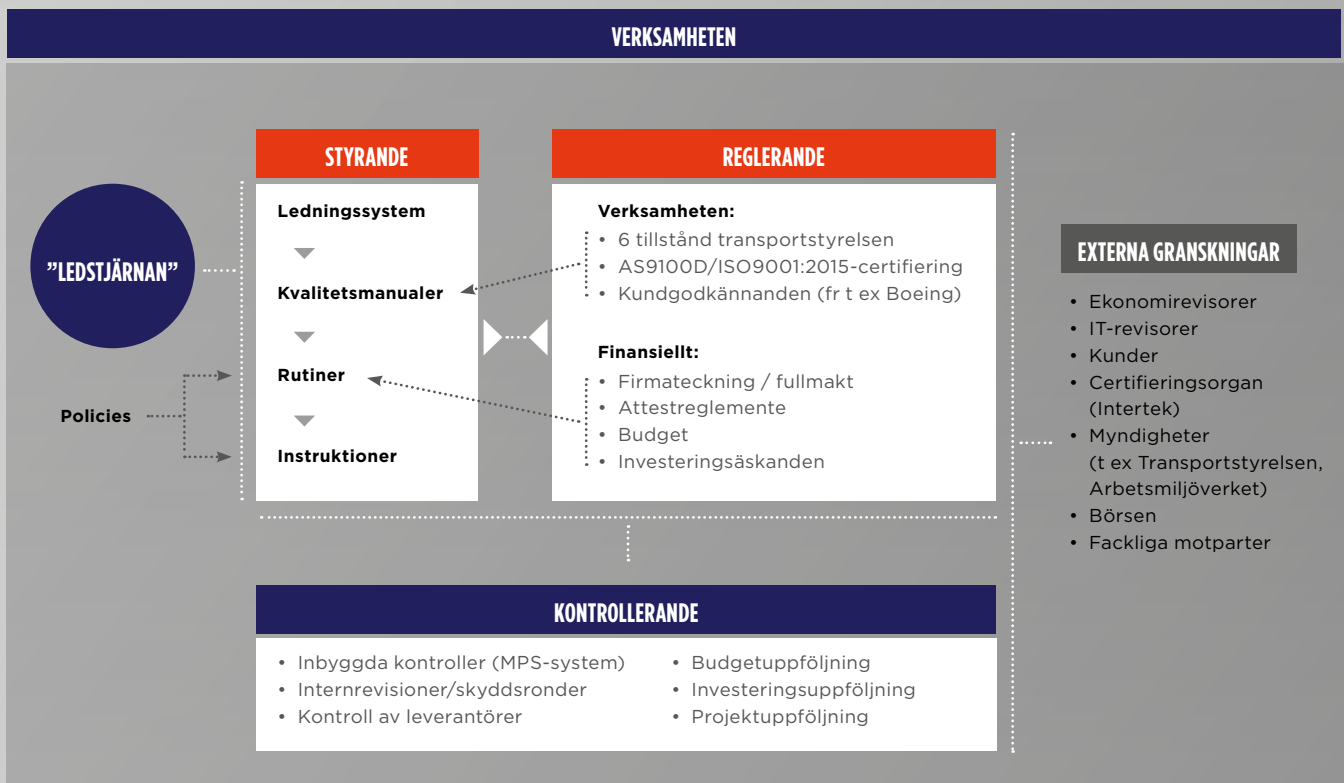 VERKSAMHETEN
”LEDSTJÄRNAN”
Policies
STYRANDE
Ledningssystem
Kvalitetsmanualer
Rutiner
Instruktioner
REGLERANDE
Verksamheten:
• 6 tillstånd transportstyrelsen
• AS9100D/ISO9001:2015-certifiering
• Kundgodkännanden (fr t ex Boeing)
Finansiellt:
• Firmateckning / fullmakt
• Attestreglemente
• Budget
• Investeringsäskanden
EXTERNA GRANSKNINGAR
• Ekonomirevisorer
• IT-revisorer
• Kunder
• Certifieringsorgan
(Intertek)
• Myndigheter
(t ex Transportstyrelsen,
Arbetsmiljöverket)
• Börsen
• Fackliga motparter
KONTROLLERANDE
• Inbyggda kontroller (MPS-system)
• Internrevisioner/skyddsronder
• Kontroll av leverantörer
• Budgetuppföljning
• Investeringsuppföljning
• Projektuppföljning